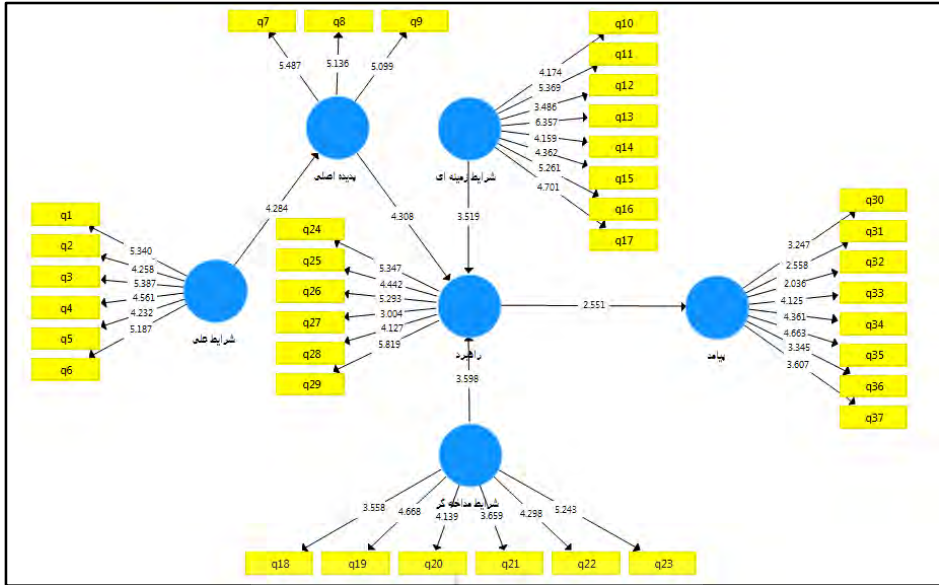 q7
q8
q9
5.487
5.136
5.099
پدیده اصلی
q10
q11
q12
q13
q14
q15
q16
q17
4.174
5.369
3.486
6.357
4.159
4.362
5.261
4.701
شرایط زمینه ای
4.284
4.308
3.519
q1
q2
q3
q4
q5
q6
5.340
4.258
5.387
4.561
4.232
5.187
شرایط علی
q24
q25
q26
q27
q28
q29
5.347
4.442
5.293
3.004
4.127
5.819
راهبرد
2.551
q30
q31
q32
q33
q34
q35
q36
q37
3.247
2.558
2.036
4.125
4.361
4.663
3.345
3.607
پیامد
3.598
شرایط مداخله گر
3.558
4.668
4.139
3.659
4.298
5.243
q18
q19
q20
q21
q22
q23